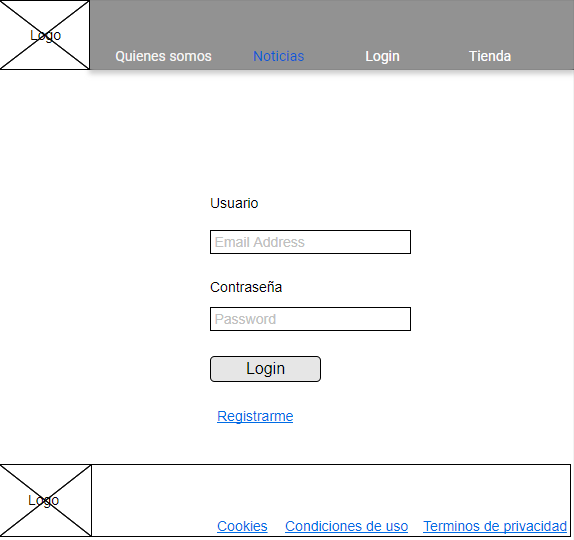 Logo
Quienes somos Noticias Login Tienda
Usuario
Email Address
Contraseña
Password
Login
Registrarme
Logo
Cookies Condiciones de uso Terminos de privacidad